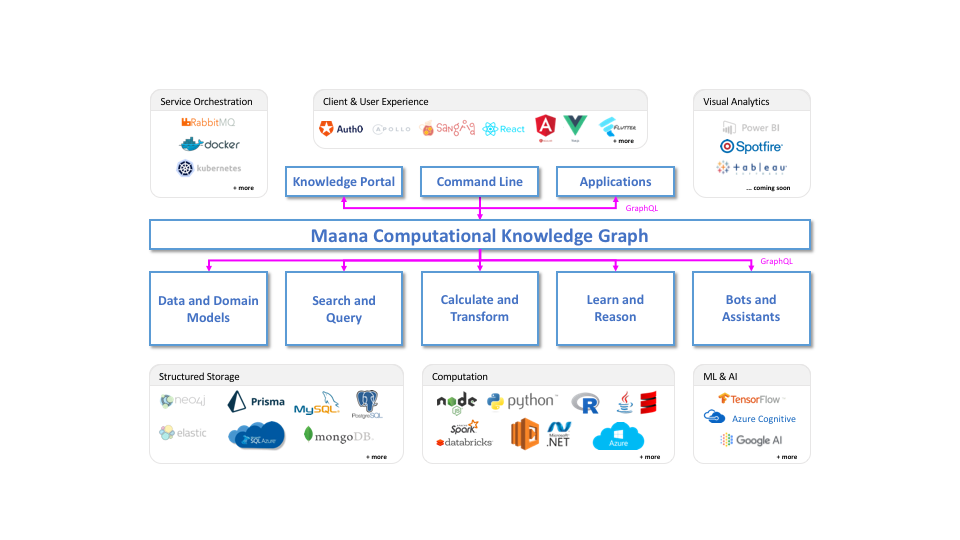 Service Orchestration
RabbitMQ
docker
kubernetes
+ more
Client & User Experience
Auth0
APOLLO
Sangria
React
Vue
FLUTTER
+ more
Visual Analytics
Power BI
Spotfire
+ a b l e a u
... coming soon
Knowledge Portal
Command Line
Applications
GraphQL
Maana Computational Knowledge Graph
GraphQL
Data and Domain
Models
Search and
Query
Calculate and
Transform
Learn and
Reason
Bots and
Assistants
Structured Storage
neo4j
Prisma
MySQL
PostgreSQL
elastic
SQL Azure
mongoDB.
+ more
Computation
node
JS
python™
R
Java
Spark
databricks
Microsoft
.NET
Azure
+ more
ML & AI
TensorFlow™
Azure Cognitive
Google AI
+ more